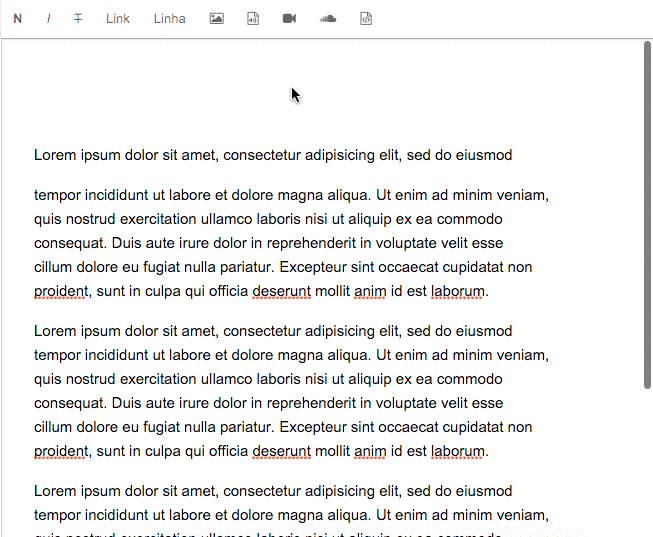 N I T Link Linha
Lorem ipsum dolor sit amet, consectetur adipisicing elit, sed do eiusmod
tempor incididunt ut labore et dolore magna aliqua. Ut enim ad minim veniam,
quis nostrud exercitation ullamco laboris nisi ut aliquip ex ea commodo
consequat. Duis aute irure dolor in reprehenderit in voluptate velit esse
cillum dolore eu fugiat nulla pariatur. Excepteur sint occaecat cupidatat non
proident, sunt in culpa qui officia deserunt mollit anim id est laborum.
Lorem ipsum dolor sit amet, consectetur adipisicing elit, sed do eiusmod
tempor incididunt ut labore et dolore magna aliqua. Ut enim ad minim veniam,
quis nostrud exercitation ullamco laboris nisi ut aliquip ex ea commodo
consequat. Duis aute irure dolor in reprehenderit in voluptate velit esse
cillum dolore eu fugiat nulla pariatur. Excepteur sint occaecat cupidatat non
proident, sunt in culpa qui officia deserunt mollit anim id est laborum.
Lorem ipsum dolor sit amet, consectetur adipisicing elit, sed do eiusmod
tempor incididunt ut labore et dolore magna aliqua. Ut enim ad minim veniam,